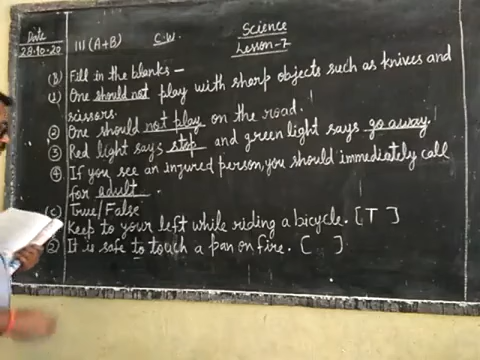 Date
28.10.20
III (A+B)
C.W.
Science
Lesson-7
(B) Fill in the blanks –
(1) One should not play with sharp objects such as knives and
scissors.
(2) One should not play on the road.
(3) Red light says stop and green light says go away.
(4) If you see an injured person, you should immediately call
for adult.
(C) True/False
Keep to your left while riding a bicycle. [T]
(2) It is safe to touch a pan on fire. [ ]